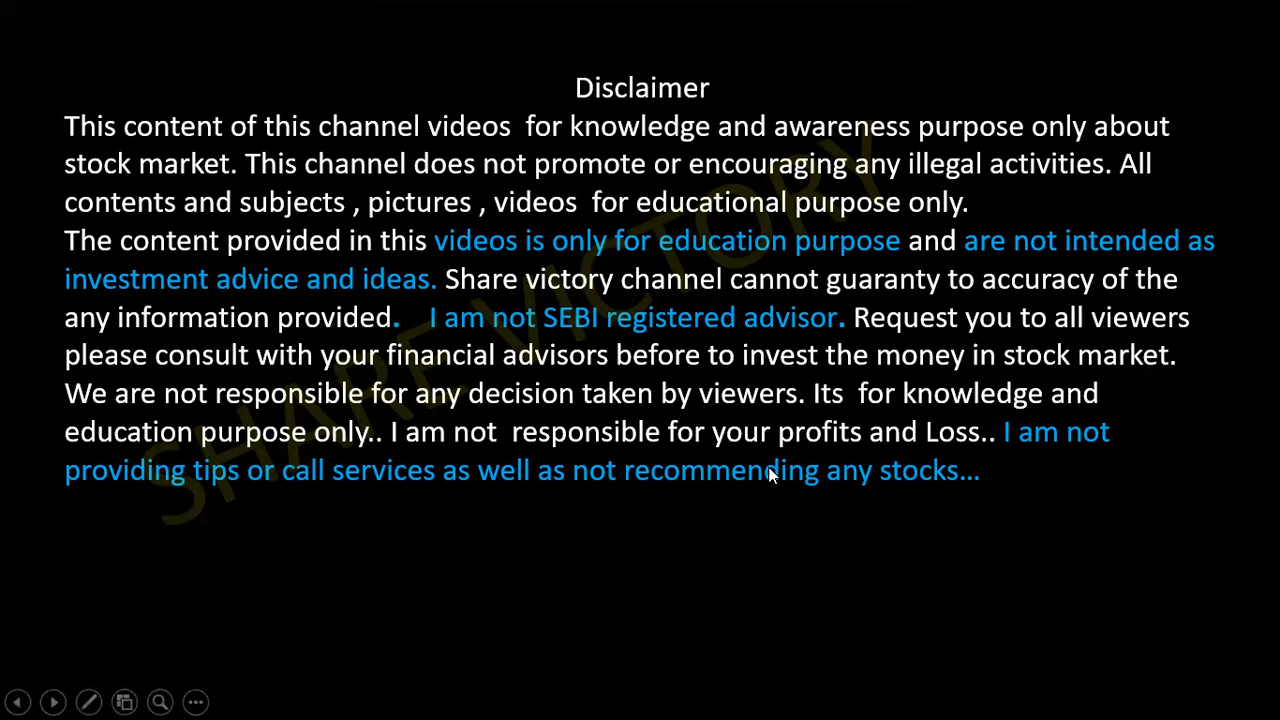 Disclaimer
This content of this channel videos for knowledge and awareness purpose only about
stock market. This channel does not promote or encouraging any illegal activities. All
contents and subjects , pictures , videos for educational purpose only.
The content provided in this videos is only for education purpose and are not intended as
investment advice and ideas. Share victory channel cannot guaranty to accuracy of the
any information provided. I am not SEBI registered advisor. Request you to all viewers
please consult with your financial advisors before to invest the money in stock market.
We are not responsible for any decision taken by viewers. Its for knowledge and
education purpose only.. I am not responsible for your profits and Loss.. I am not
providing tips or call services as well as not recommending any stocks...
SHARE VICTORY